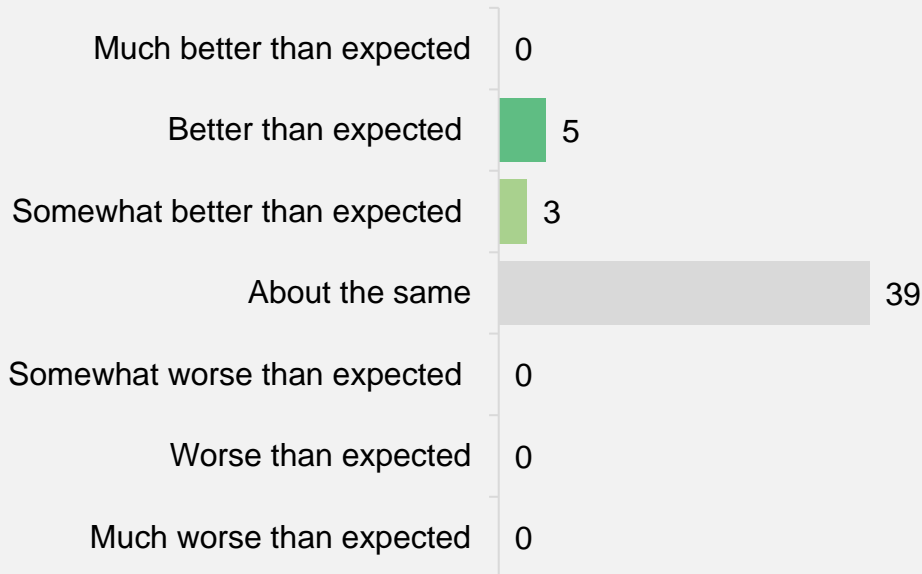 Much better than expected 0
Better than expected 5
Somewhat better than expected 3
About the same 39
Somewhat worse than expected 0
Worse than expected 0
Much worse than expected 0